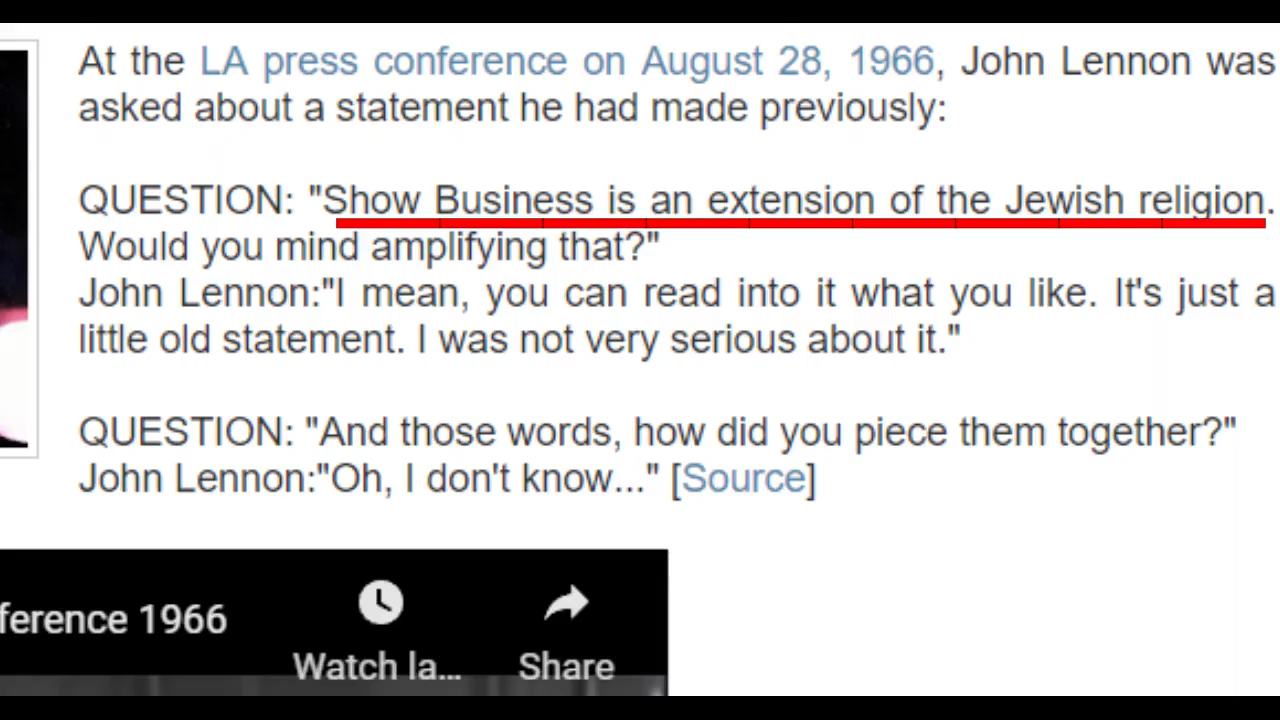 At the LA press conference on August 28, 1966, John Lennon was
asked about a statement he had made previously:
QUESTION: "Show Business is an extension of the Jewish religion.
Would you mind amplifying that?"
John Lennon:"I mean, you can read into it what you like. It's just a
little old statement. I was not very serious about it."
QUESTION: "And those words, how did you piece them together?"
John Lennon:"Oh, I don't know..." [Source]
ference 1966
Watch la... Share